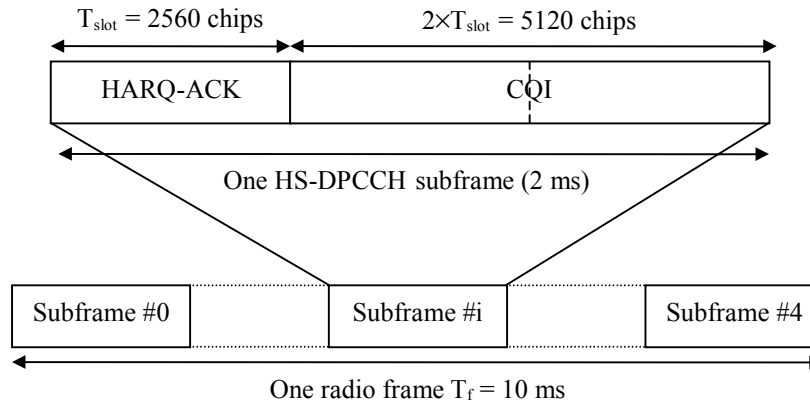 T_slot = 2560 chips
2×T_slot = 5120 chips
HARQ-ACK
CQI
One HS-DPCCH subframe (2 ms)
Subframe #0
Subframe #i
Subframe #4
One radio frame T_f = 10 ms